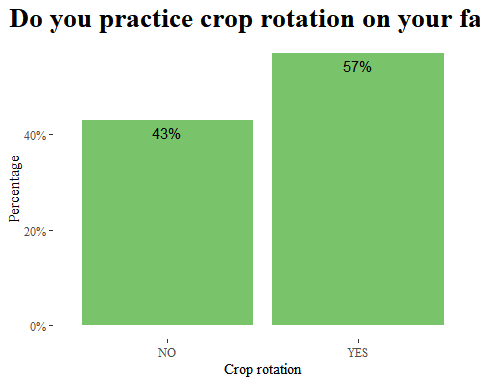 Do you practice crop rotation on your fa
57%
43%
40%
20%
0%
Percentage
NO YES
Crop rotation